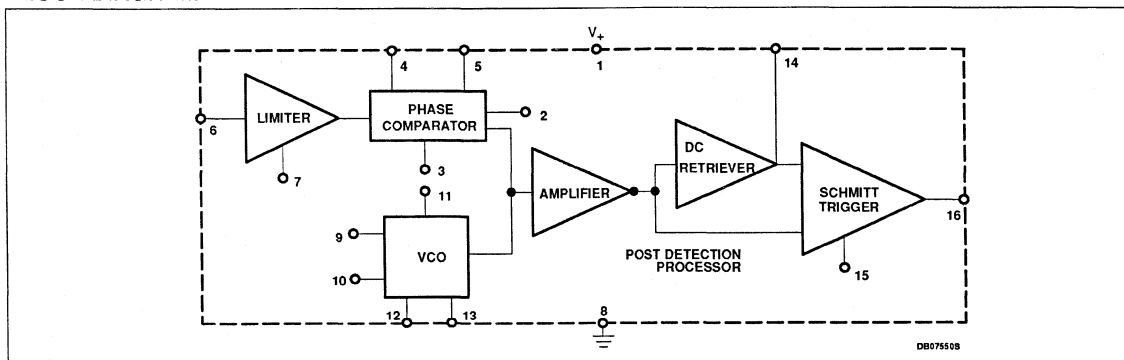 V+
4
5
1
14
LIMITER
PHASE
COMPARATOR
2
6
DC
RETRIEVER
3
7
11
AMPLIFIER
SCHMITT
TRIGGER
16
9
VCO
POST DETECTION
PROCESSOR
10
15
12
13
8
DB07550S